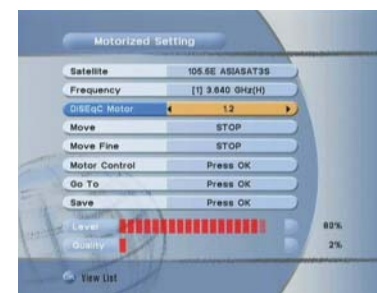 Motorized Setting
Satellite 105.5E ASIASAT3S
Frequency [1] 3.640 GHz(H)
DiSEqC Motor 1.2
Move STOP
Move Fine STOP
Motor Control Press OK
Go To Press OK
Save Press OK
Level 82%
Quality 2%
View List